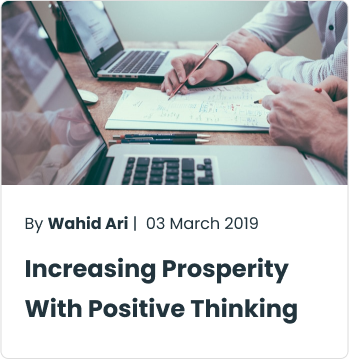 By Wahid Ari | 03 March 2019
Increasing Prosperity
With Positive Thinking